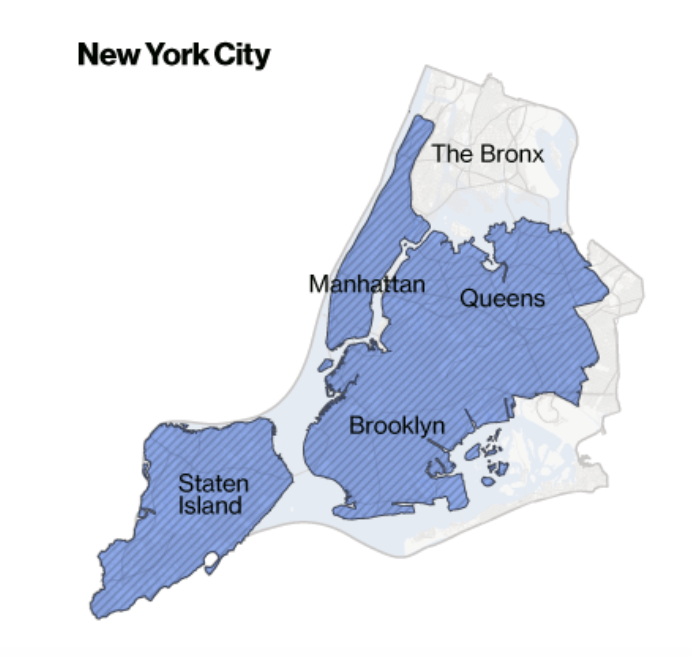 New York City
The Bronx
Manhattan
Queens
Brooklyn
Staten
Island